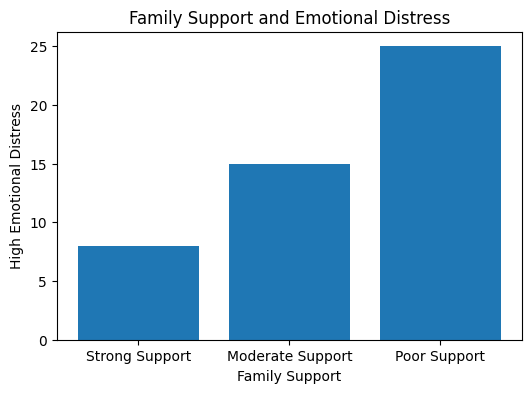 Family Support and Emotional Distress
High Emotional Distress
25
20
15
10
5
0
Strong Support
Moderate Support
Poor Support
Family Support